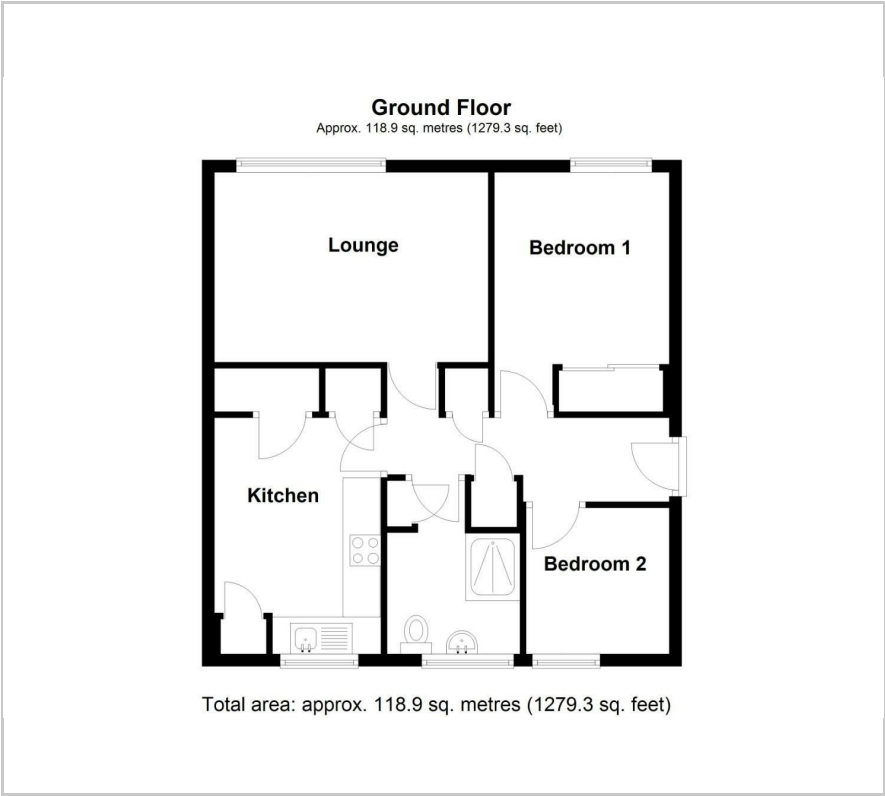 Ground Floor
Approx. 118.9 sq. metres (1279.3 sq. feet)
Lounge
Bedroom 1
Kitchen
Bedroom 2
Total area: approx. 118.9 sq. metres (1279.3 sq. feet)